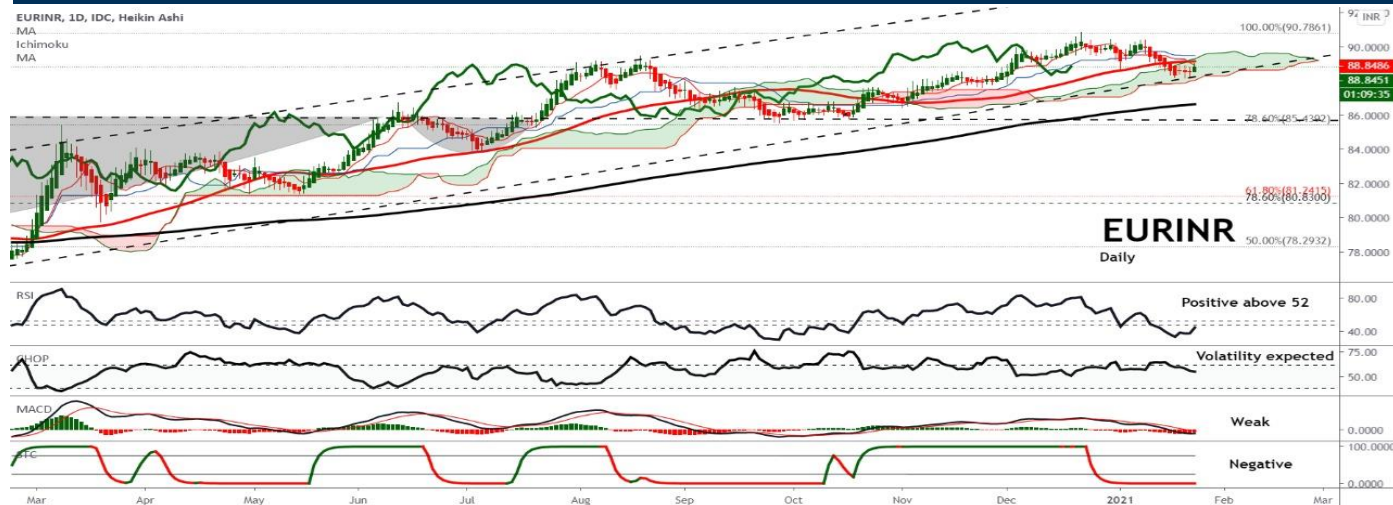 EURINR, 1D, IDC, Heikin Ashi
MA
Ichimoku
MA
INR
100.00%(90.7861)
90.0000
88.8486
88.8451
01:09:35
86.0000
78.60%(85.4392)
84.0000
82.0000
61.80%(81.2415)
78.60%(80.8300)
80.0000
EURINR
50.00%(78.2932)
Daily
78.0000
RSI
Positive above 52
80.00
40.00
CHOP
Volatility expected
75.00
50.00
MACD
Weak
0.0000
STC
100.0000
Negative
0.0000
Mar Apr May Jun Jul Aug Sep Oct Nov Dec 2021 Feb Mar